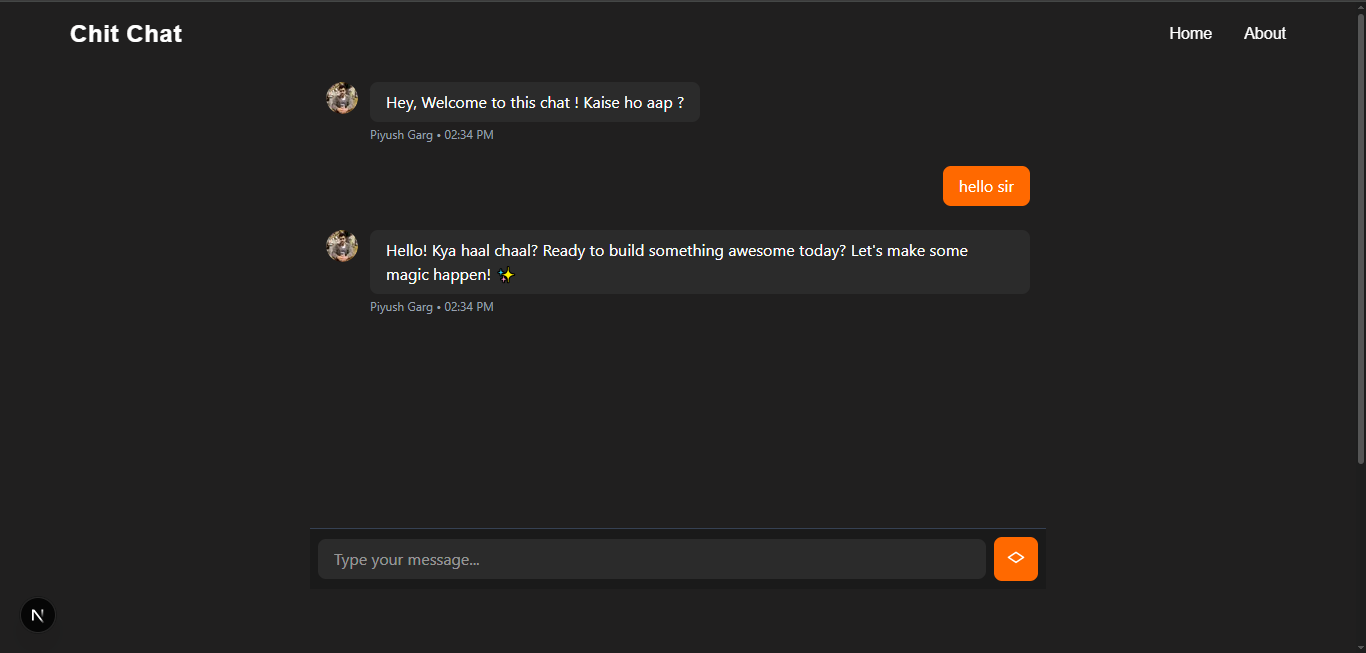 Chit Chat
Home
About
Hey, Welcome to this chat ! Kaise ho aap ?
Piyush Garg • 02:34 PM
hello sir
Hello! Kya haal chaal? Ready to build something awesome today? Let's make some
magic happen! ✨
Piyush Garg • 02:34 PM
Type your message...
N